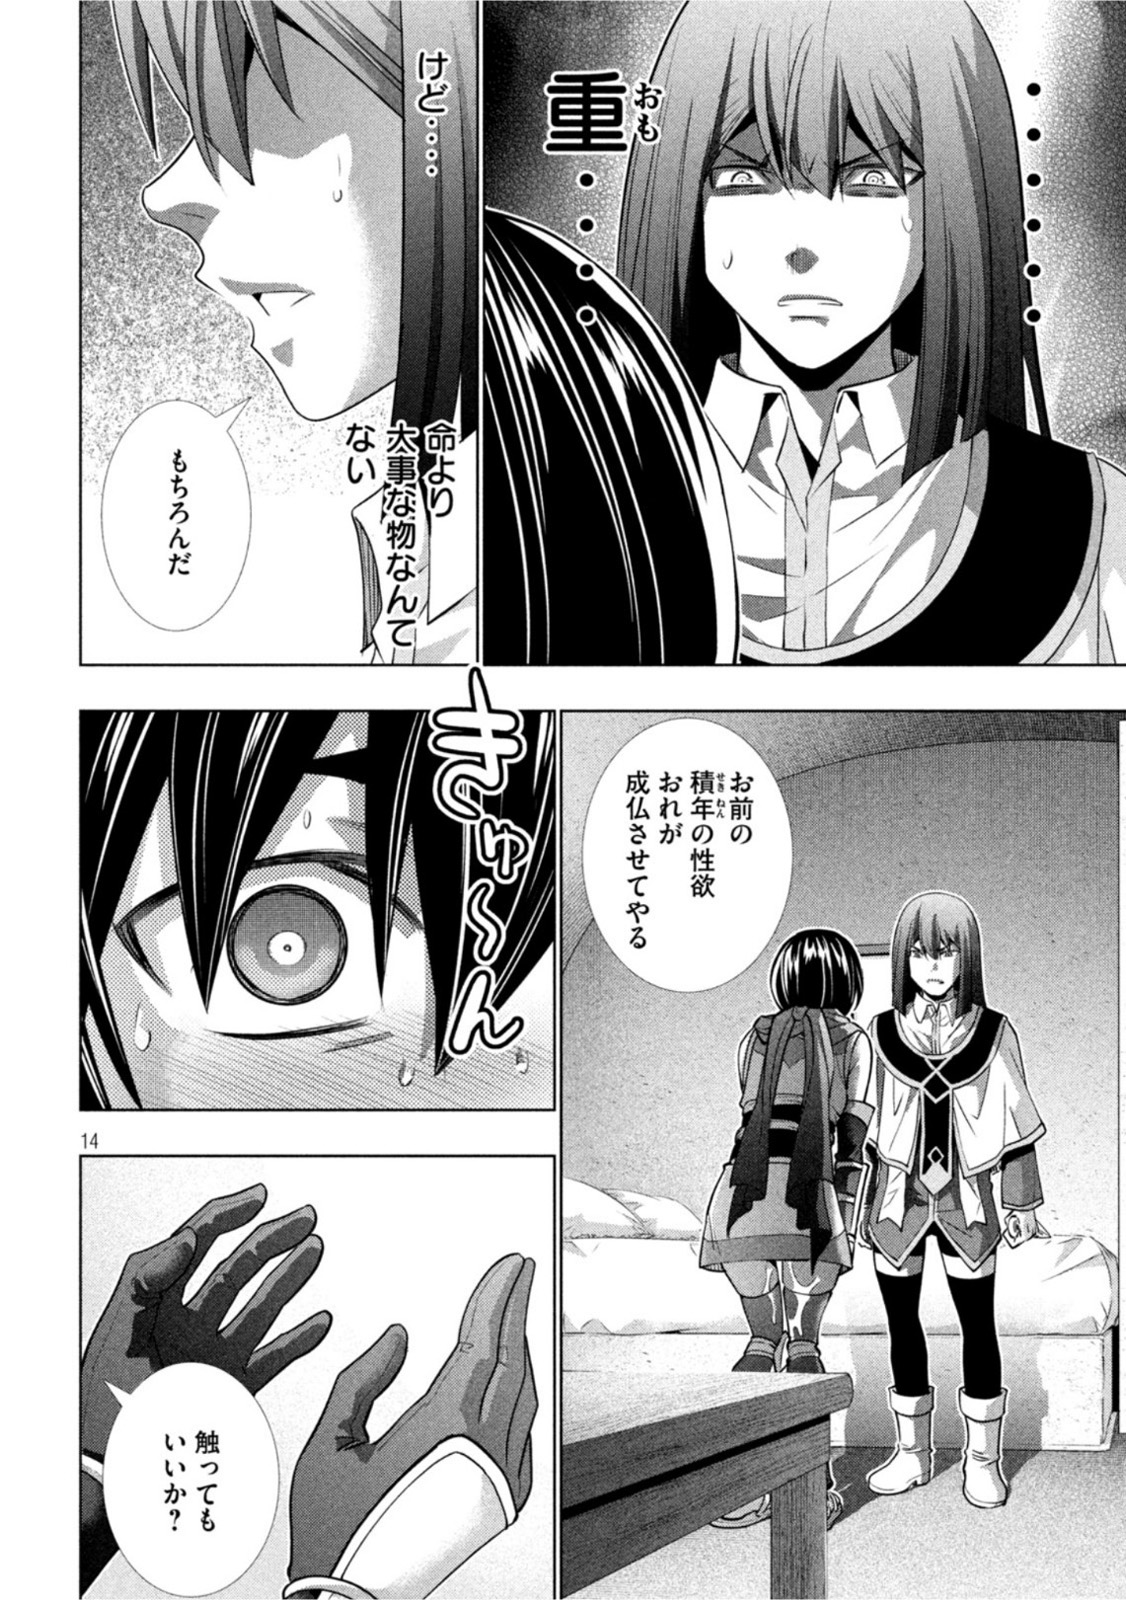 重
おも
・・・・・・
・・・・・・・・・
けど‥‥
命より
大事な物なんて
ない
もちろんだ
お前の
積年の性欲
せきねん
おれが
成仏させてやる
きゅ〜〜ん
触っても
いいか?
14